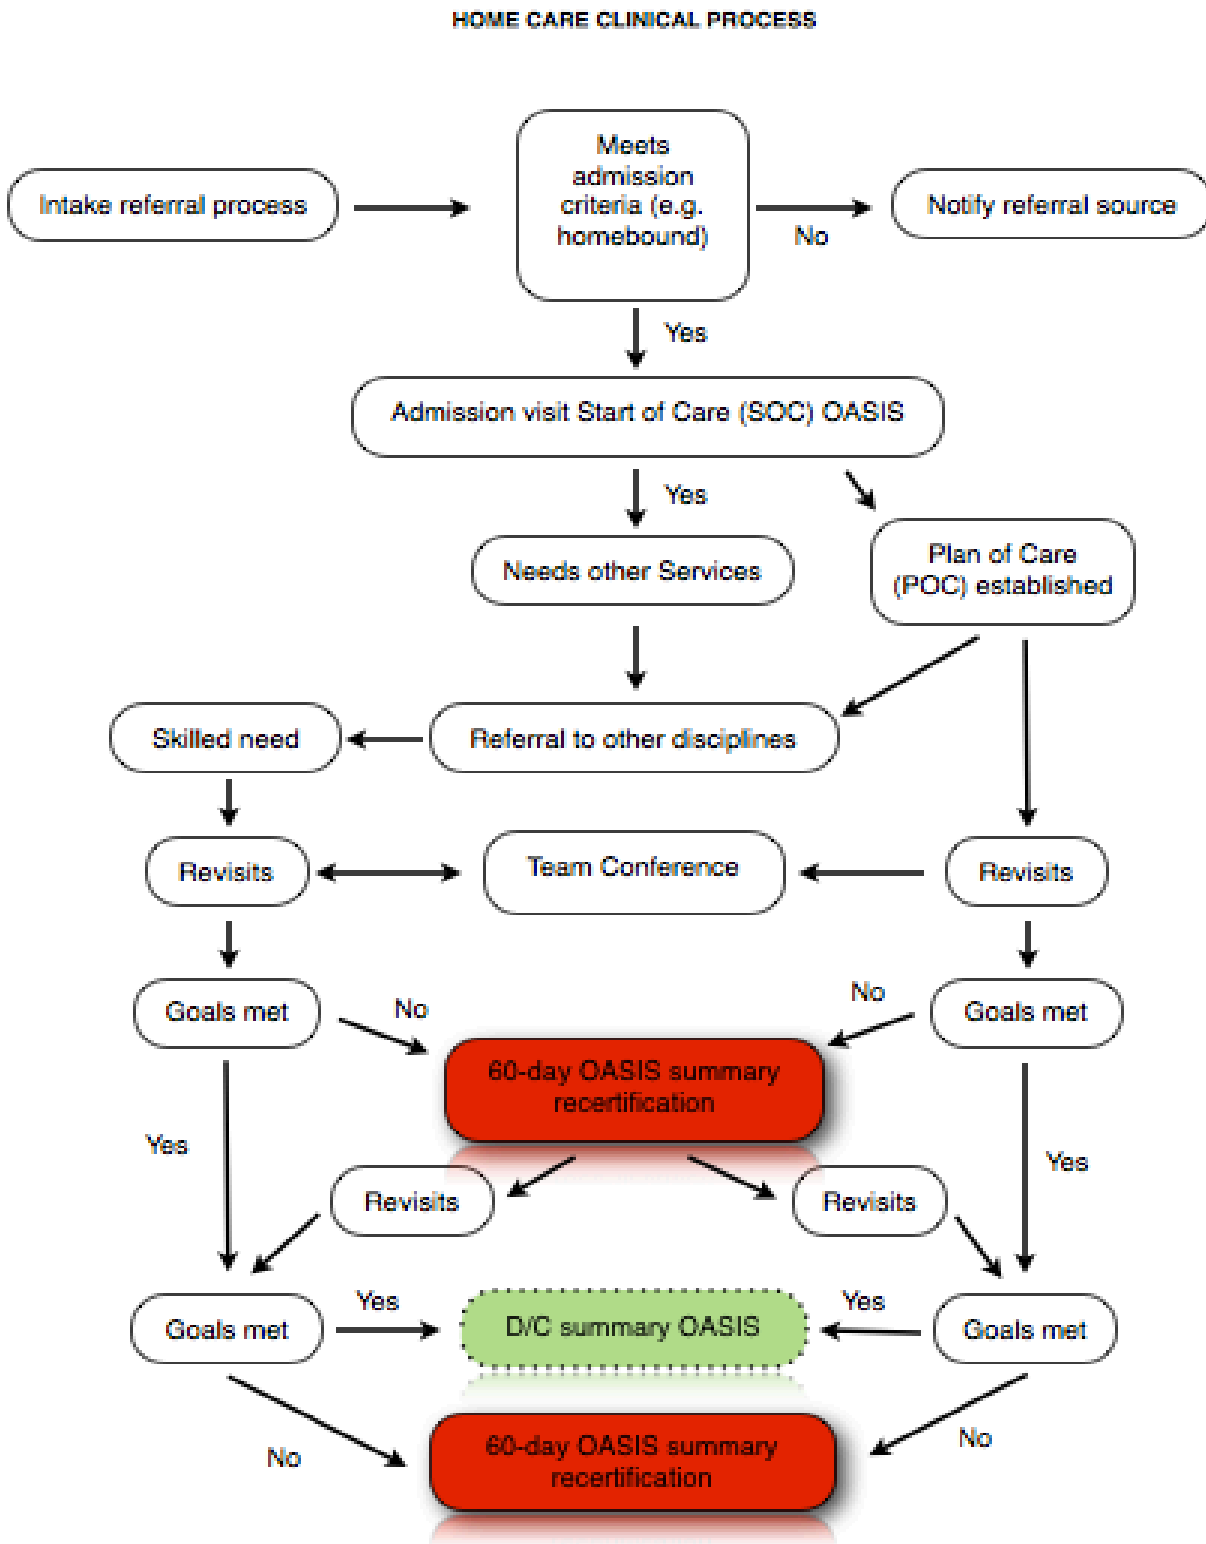 HOME CARE CLINICAL PROCESS
Intake referral process
Meets
admission
criteria (e.g.
homebound)
No
Notify referral source
Yes
Admission visit Start of Care (SOC) OASIS
Yes
Needs other Services
Plan of Care
(POC) established
Skilled need
Referral to other disciplines
Revisits
Team Conference
Revisits
Goals met
No
No
Goals met
60-day OASIS summary
recertification
Yes
Yes
Revisits
Revisits
Goals met
Yes
D/C summary OASIS
Yes
Goals met
No
60-day OASIS summary
recertification
No